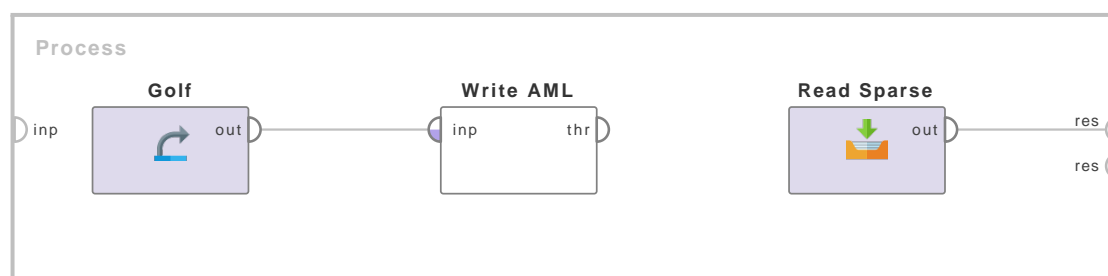 Process
Golf
Write AML
Read Sparse
inp
out
inp
thr
out
res
res